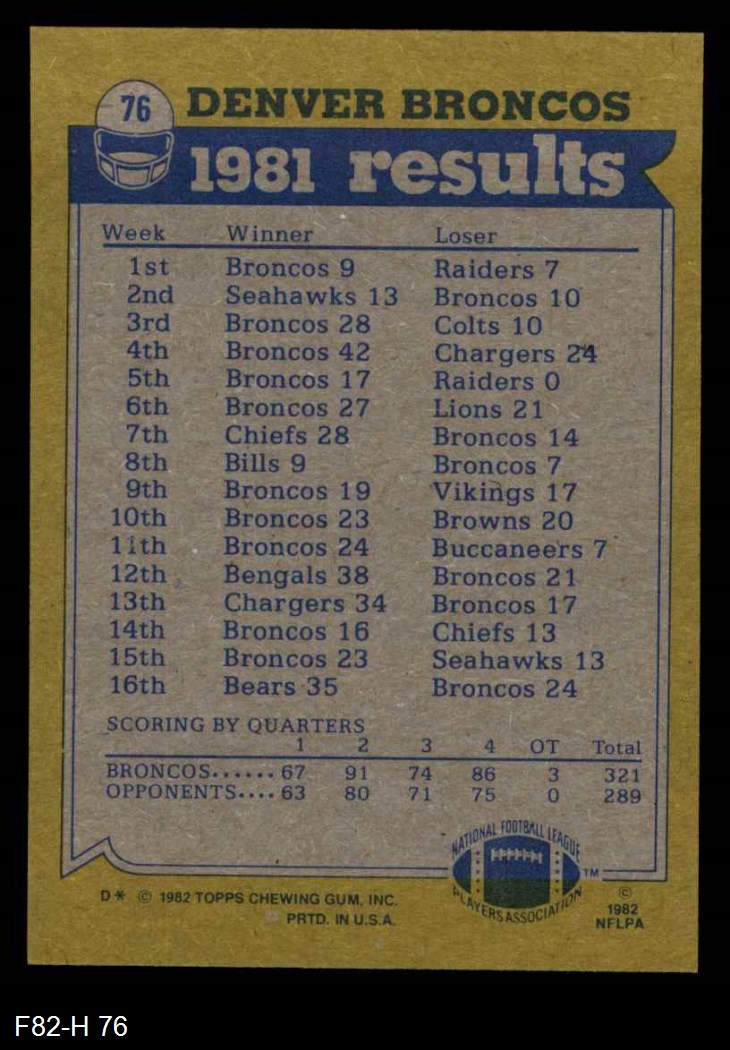 76 DENVER BRONCOS
1981 results
Week Winner Loser
1st Broncos 9 Raiders 7
2nd Seahawks 13 Broncos 10
3rd Broncos 28 Colts 10
4th Broncos 42 Chargers 24
5th Broncos 17 Raiders 0
6th Broncos 27 Lions 21
7th Chiefs 28 Broncos 14
8th Bills 9 Broncos 7
9th Broncos 19 Vikings 17
10th Broncos 23 Browns 20
11th Broncos 24 Buccaneers 7
12th Bengals 38 Broncos 21
13th Chargers 34 Broncos 17
14th Broncos 16 Chiefs 13
15th Broncos 23 Seahawks 13
16th Bears 35 Broncos 24
SCORING BY QUARTERS
1 2 3 4 OT Total
BRONCOS...... 67 91 74 86 3 321
OPPONENTS.... 63 80 71 75 0 289
NATIONAL FOOTBALL LEAGUE
PLAYERS ASSOCIATION
TM
D* © 1982 TOPPS CHEWING GUM, INC.
PRTD. IN U.S.A.
©
1982
NFLPA
F82-H 76